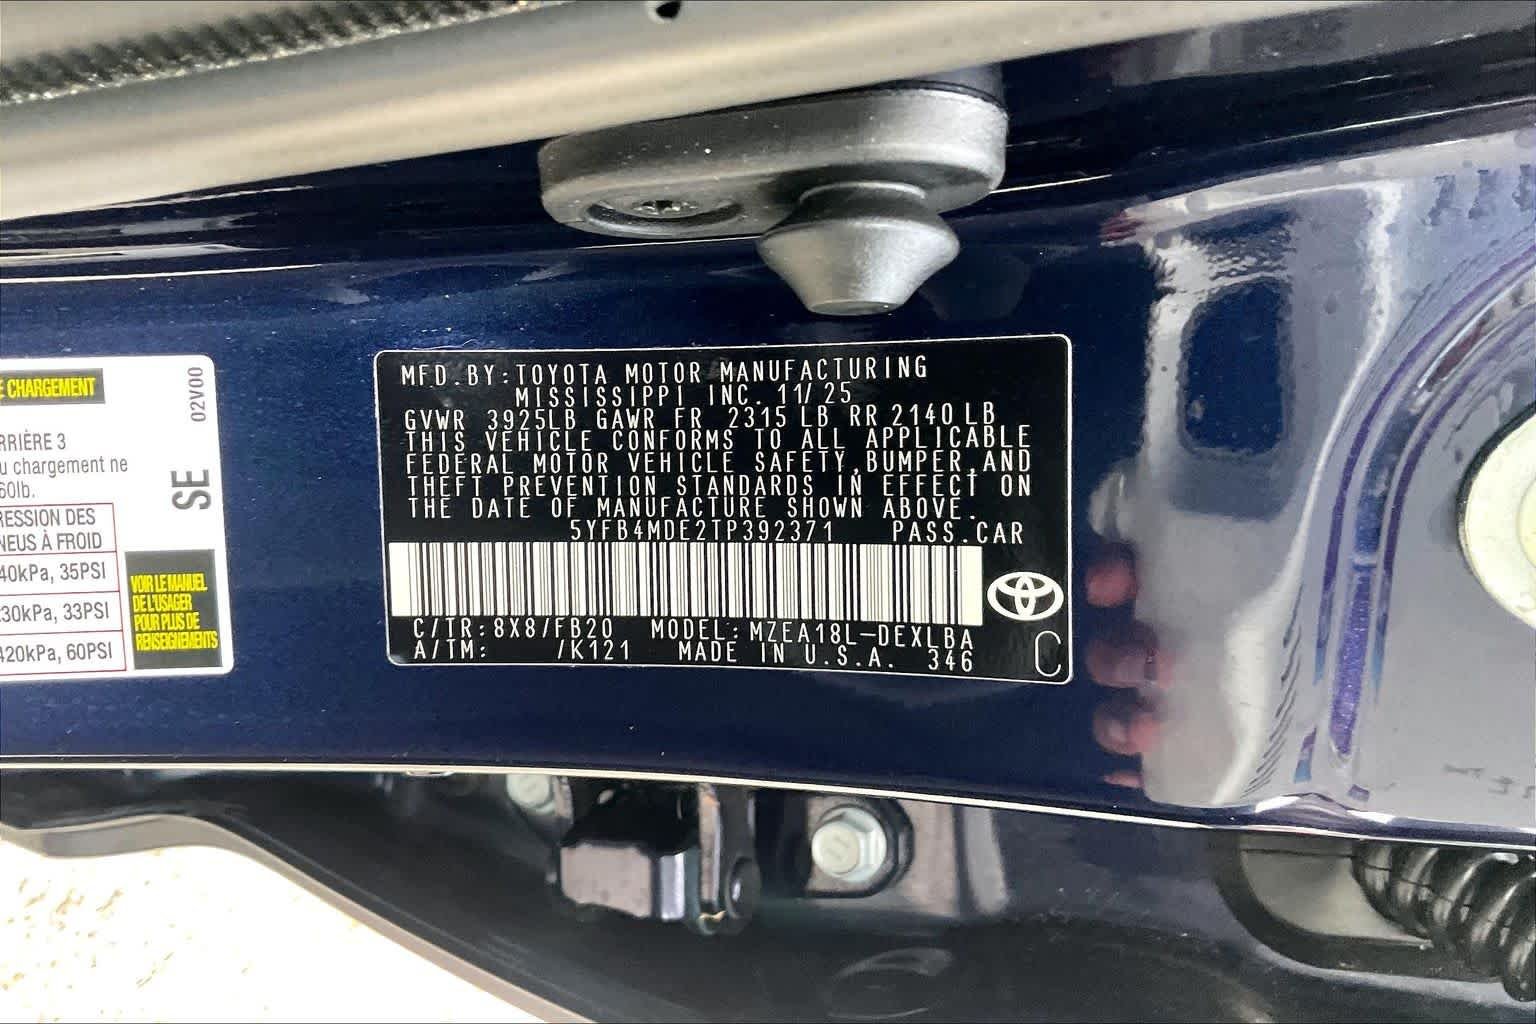 E CHARGEMENT
02V00
RRIÈRE 3
u chargement ne
60lb.
SE
RESSION DES
NEUS À FROID
40kPa, 35PSI
230kPa, 33PSI
420kPa, 60PSI
VOIR LE MANUEL
DE L'USAGER
POUR PLUS DE
RENSEIGNEMENTS
MFD.BY:TOYOTA MOTOR MANUFACTURING
MISSISSIPPI INC. 11/25
GVWR 3925LB GAWR FR 2315 LB RR 2140 LB
THIS VEHICLE CONFORMS TO ALL APPLICABLE
FEDERAL MOTOR VEHICLE SAFETY,BUMPER,AND
THEFT PREVENTION STANDARDS IN EFFECT ON
THE DATE OF MANUFACTURE SHOWN ABOVE.
5YFB4MDE2TP392371 PASS.CAR
C/TR:8X8/FB20 MODEL:MZEA18L-DEXLBA
A/TM: /K121 MADE IN U.S.A. 346
C